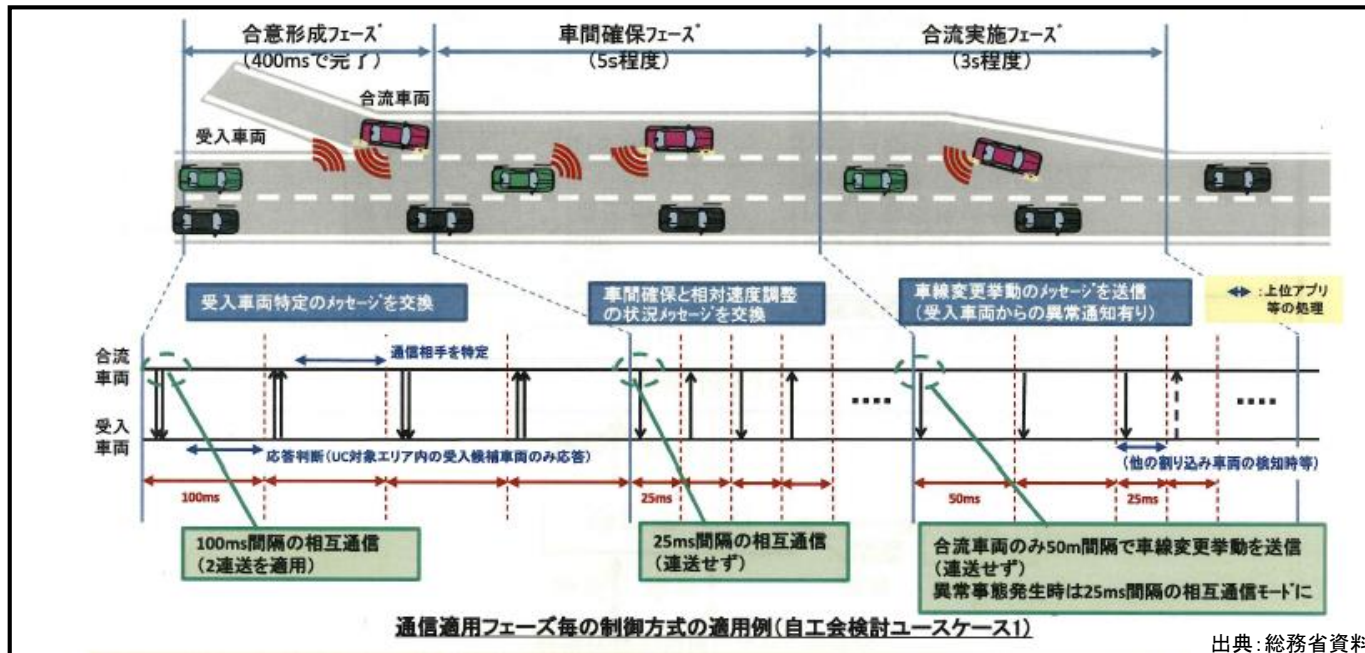 合意形成フェーズ
(400msで完了)
車間確保フェーズ
(5s程度)
合流実施フェーズ
(3s程度)
合流車両
受入車両
受入車両特定のメッセージを交換
車間確保と相対速度調整
の状況メッセージを交換
車線変更挙動のメッセージを送信
(受入車両からの異常通知有り)
:上位アプリ
等の処理
合流
車両
通信相手を特定
受入
車両
応答判断(UC対象エリア内の受入候補車両のみ応答)
(他の割り込み車両の検知時等)
100ms
25ms
50ms
25ms
100ms間隔の相互通信
(2連送を適用)
25ms間隔の相互通信
(連送せず)
合流車両のみ50m間隔で車線変更挙動を送信
(連送せず)
異常事態発生時は25ms間隔の相互通信モードに
通信適用フェーズ毎の制御方式の適用例(自工会検討ユースケース1)
出典:総務省資料